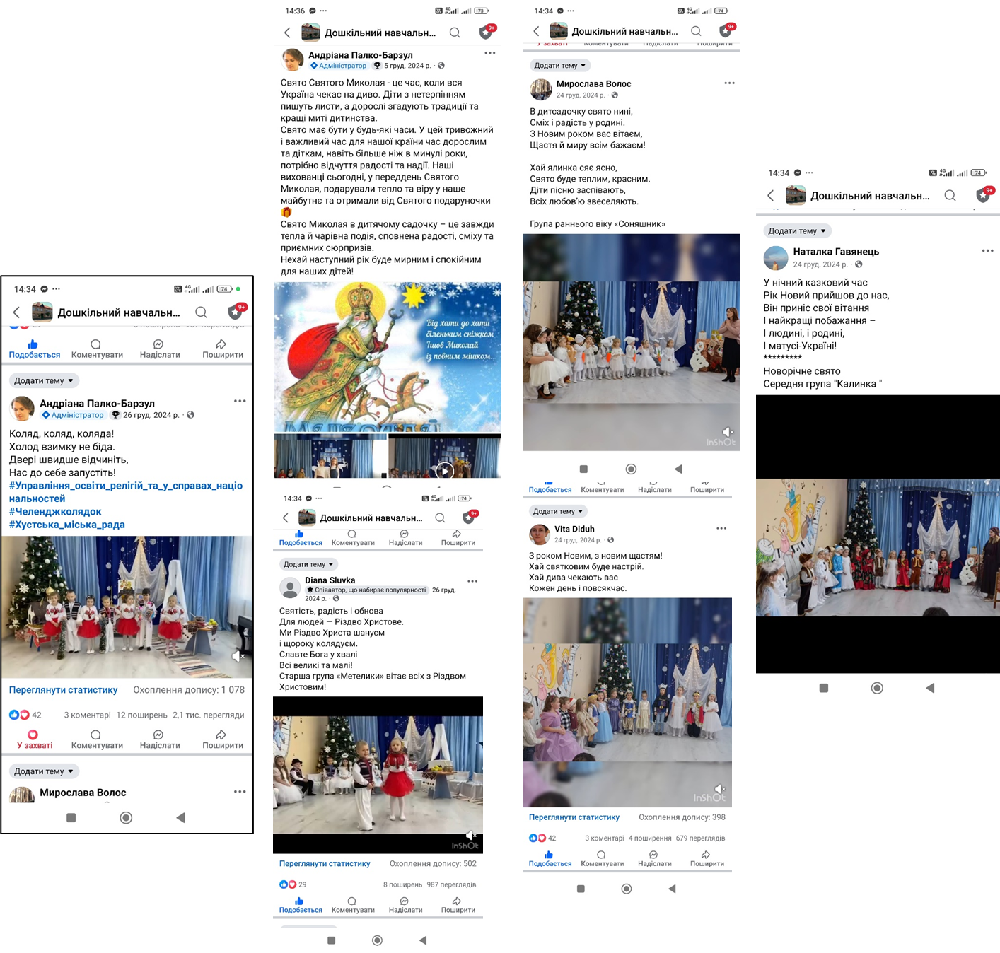 14:34
74
Дошкільний навчальн...
9+
Подобається Коментувати Надіслати Поширити
Додати тему
Андріана Палко-Барзул
Адміністратор 26 груд. 2024 р.
Коляд, коляд, коляда!
Холод взимку не біда.
Двері швидше відчиніть,
Нас до себе запустіть!
#Управління_освіти_релігій_та_у_справах_націо
нальностей
#Челенджколядок
#Хустська_міська_рада
Переглянути статистику Охоплення допису: 1 078
42 3 коментарі 12 поширень 2,1 тис. перегляди
У захваті Коментувати Надіслати Поширити
Додати тему
Мирослава Волос
14:36
73
Дошкільний навчальн...
9+
Андріана Палко-Барзул
Адміністратор 5 груд. 2024 р.
Свято Святого Миколая - це час, коли вся
Україна чекає на диво. Діти з нетерпінням
пишуть листи, а дорослі згадують традиції та
кращі миті дитинства.
Свято має бути у будь-які часи. У цей тривожний
і важливий час для нашої країни час дорослим
та діткам, навіть більше ніж в минулі роки,
потрібно відчуття радості та надії. Наші
вихованці сьогодні, у переддень Святого
Миколая, подарували тепло та віру у наше
майбутнє та отримали від Святого подаруночки
Свято Миколая в дитячому садочку – це завжди
тепла й чарівна подія, сповнена радості, сміху та
приємних сюрпризів.
Нехай наступний рік буде мирним і спокійним
для наших дітей!
Від хати до хати
біленьким сніжком
Ішов Миколай
із повним мішком.
14:34
74
Дошкільний навчальн...
9+
Подобається Коментувати Надіслати Поширити
Додати тему
Diana Sluvka
Співавтор, що набирає популярності 26 груд.
2024 р.
Святість, радість і обнова
Для людей — Різдво Христове.
Ми Різдво Христа шануєм
і щороку колядуєм.
Славте Бога у хвалі
Всі великі та малі!
Старша група «Метелики» вітає всіх з Різдвом
Христовим!
InShOt
Переглянути статистику Охоплення допису: 502
29 8 поширень 987 переглядів
Подобається Коментувати Надіслати Поширити
14:34
74
Дошкільний навчальн...
9+
У захваті Коментувати Надіслати Поширити
Додати тему
Мирослава Волос
24 груд. 2024 р.
В дитсадочку свято нині,
Сміх і радість у родині.
З Новим роком вас вітаєм,
Щастя й миру всім бажаєм!
Хай ялинка сяє ясно,
Свято буде теплим, красним.
Діти пісню заспівають,
Всіх любов'ю звеселяють.
Група раннього віку «Соняшник»
InShOt
Подобається Коментувати Надіслати Поширити
Додати тему
Vita Diduh
24 груд. 2024 р.
З роком Новим, з новим щастям!
Хай святковим буде настрій.
Хай дива чекають вас
Кожен день і повсякчас.
InShOt
Переглянути статистику Охоплення допису: 398
42 3 коментарі 4 поширення 679 переглядів
Подобається Коментувати Надіслати Поширити
14:34
74
Дошкільний навчальн...
9+
Додати тему
Наталка Гавянець
24 груд. 2024 р.
У нічний казковий час
Рік Новий прийшов до нас,
Він приніс свої вітання
І найкращі побажання –
І людині, і родині,
І матусі-Україні!
*********
Новорічне свято
Середня група "Калинка "